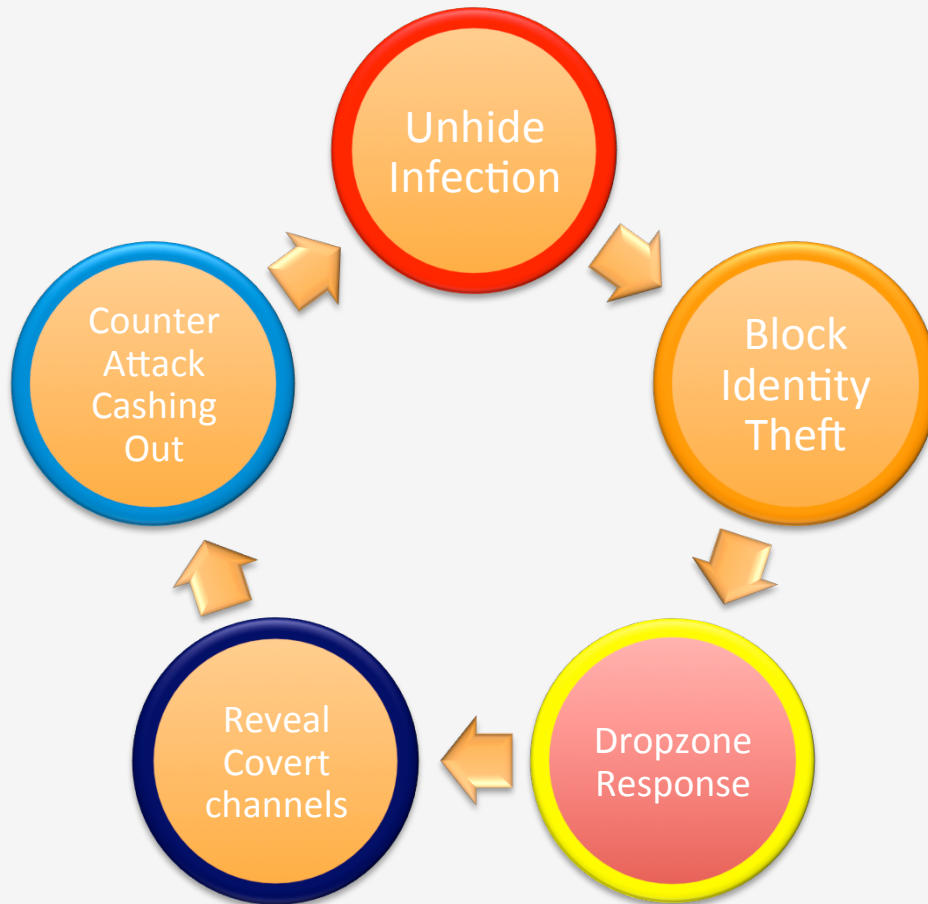 Unhide
Infection
Block
Identity
Theft
Dropzone
Response
Reveal
Covert
channels
Counter
Attack
Cashing
Out